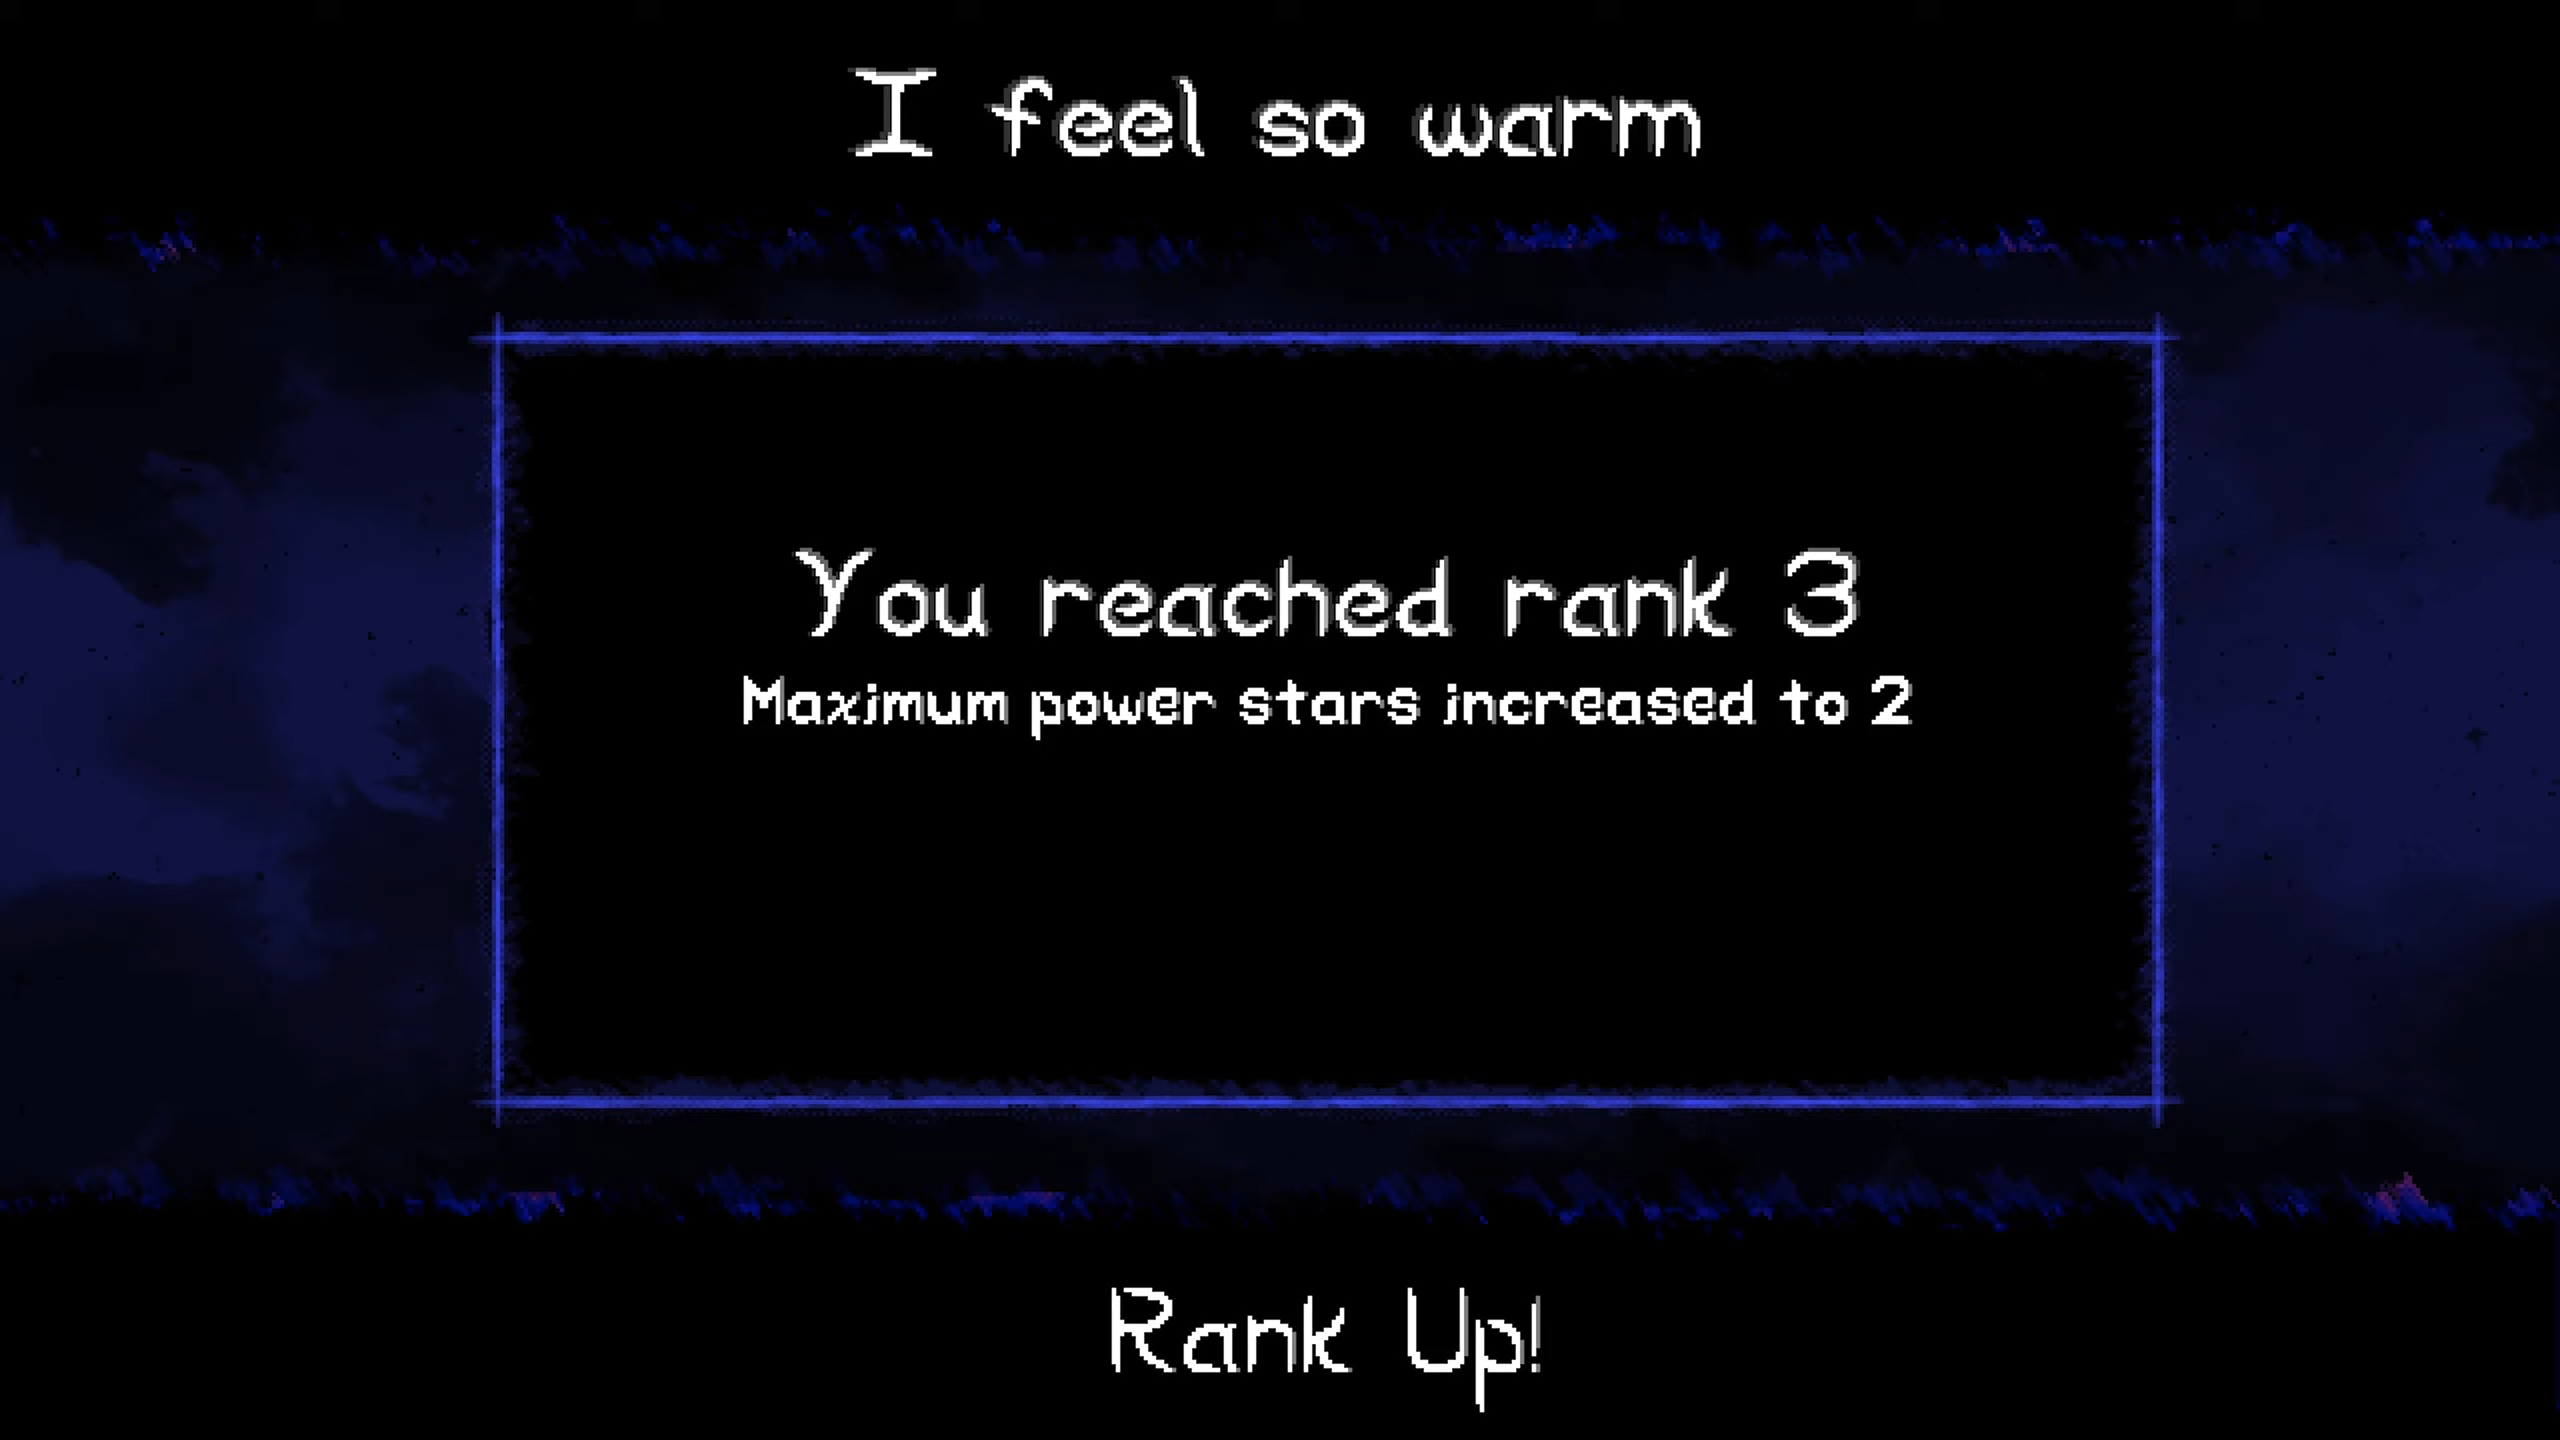 I feel so warm
You reached rank 3
Maximum power stars increased to 2
Rank Up!